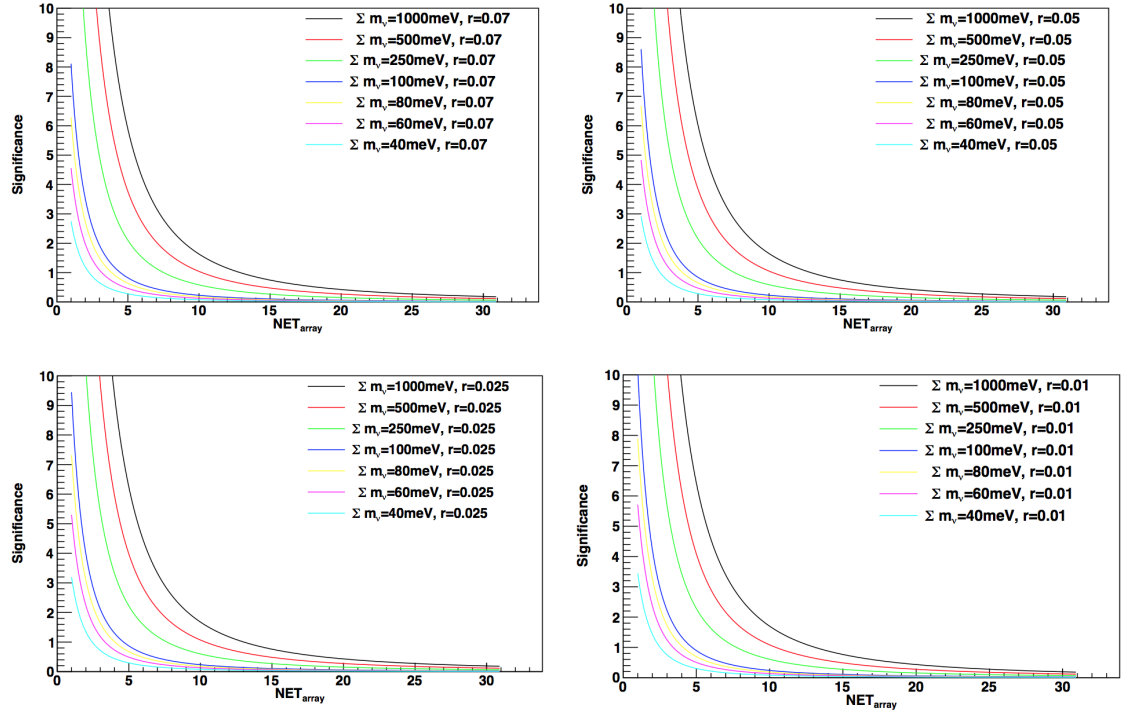 Σ mν=1000meV, r=0.07
Σ mν=500meV, r=0.07
Σ mν=250meV, r=0.07
Σ mν=100meV, r=0.07
Σ mν=80meV, r=0.07
Σ mν=60meV, r=0.07
Σ mν=40meV, r=0.07
Significance
10
9
8
7
6
5
4
3
2
1
0
0 5 10 15 20 25 30
NETarray
Σ mν=1000meV, r=0.05
Σ mν=500meV, r=0.05
Σ mν=250meV, r=0.05
Σ mν=100meV, r=0.05
Σ mν=80meV, r=0.05
Σ mν=60meV, r=0.05
Σ mν=40meV, r=0.05
Significance
10
9
8
7
6
5
4
3
2
1
0
0 5 10 15 20 25 30
NETarray
Σ mν=1000meV, r=0.025
Σ mν=500meV, r=0.025
Σ mν=250meV, r=0.025
Σ mν=100meV, r=0.025
Σ mν=80meV, r=0.025
Σ mν=60meV, r=0.025
Σ mν=40meV, r=0.025
Significance
10
9
8
7
6
5
4
3
2
1
0
0 5 10 15 20 25 30
NETarray
Σ mν=1000meV, r=0.01
Σ mν=500meV, r=0.01
Σ mν=250meV, r=0.01
Σ mν=100meV, r=0.01
Σ mν=80meV, r=0.01
Σ mν=60meV, r=0.01
Σ mν=40meV, r=0.01
Significance
10
9
8
7
6
5
4
3
2
1
0
0 5 10 15 20 25 30
NETarray